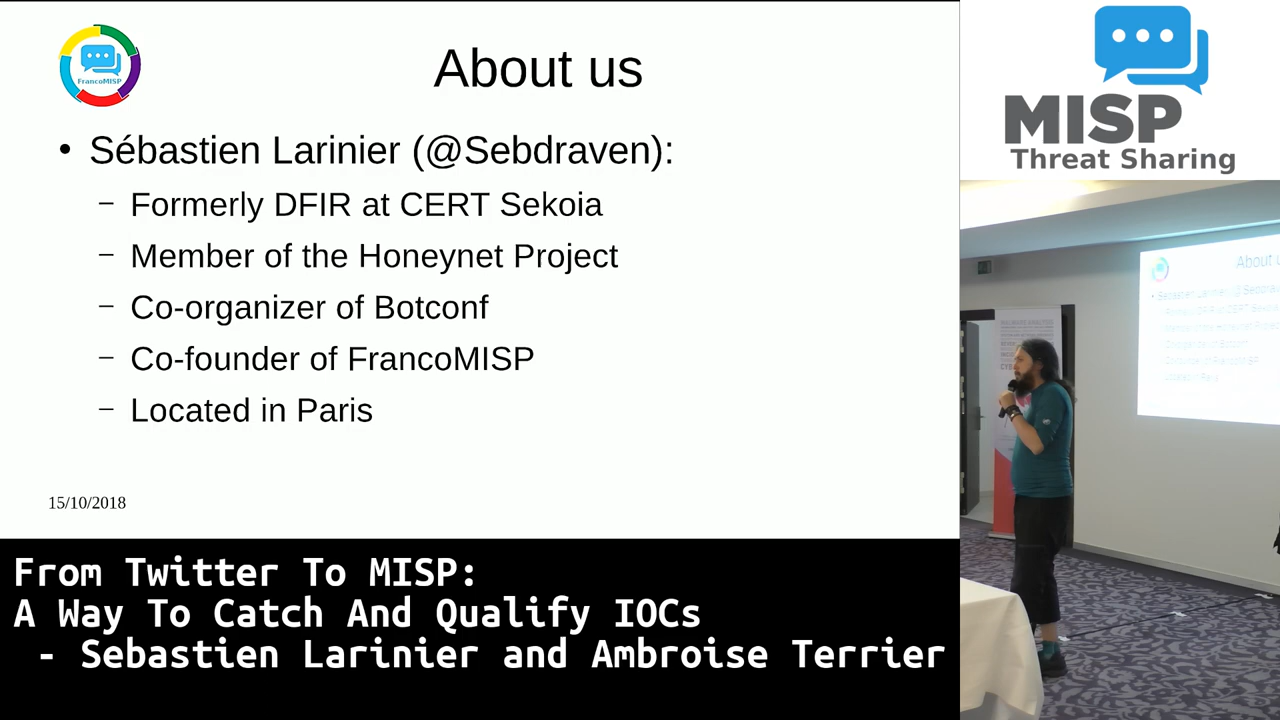 FrancoMISP
About us
• Sébastien Larinier (@Sebdraven):
– Formerly DFIR at CERT Sekoia
– Member of the Honeynet Project
– Co-organizer of Botconf
– Co-founder of FrancoMISP
– Located in Paris
15/10/2018
MISP
Threat Sharing
About u
From Twitter To MISP:
A Way To Catch And Qualify IOCs
- Sebastien Larinier and Ambroise Terrier